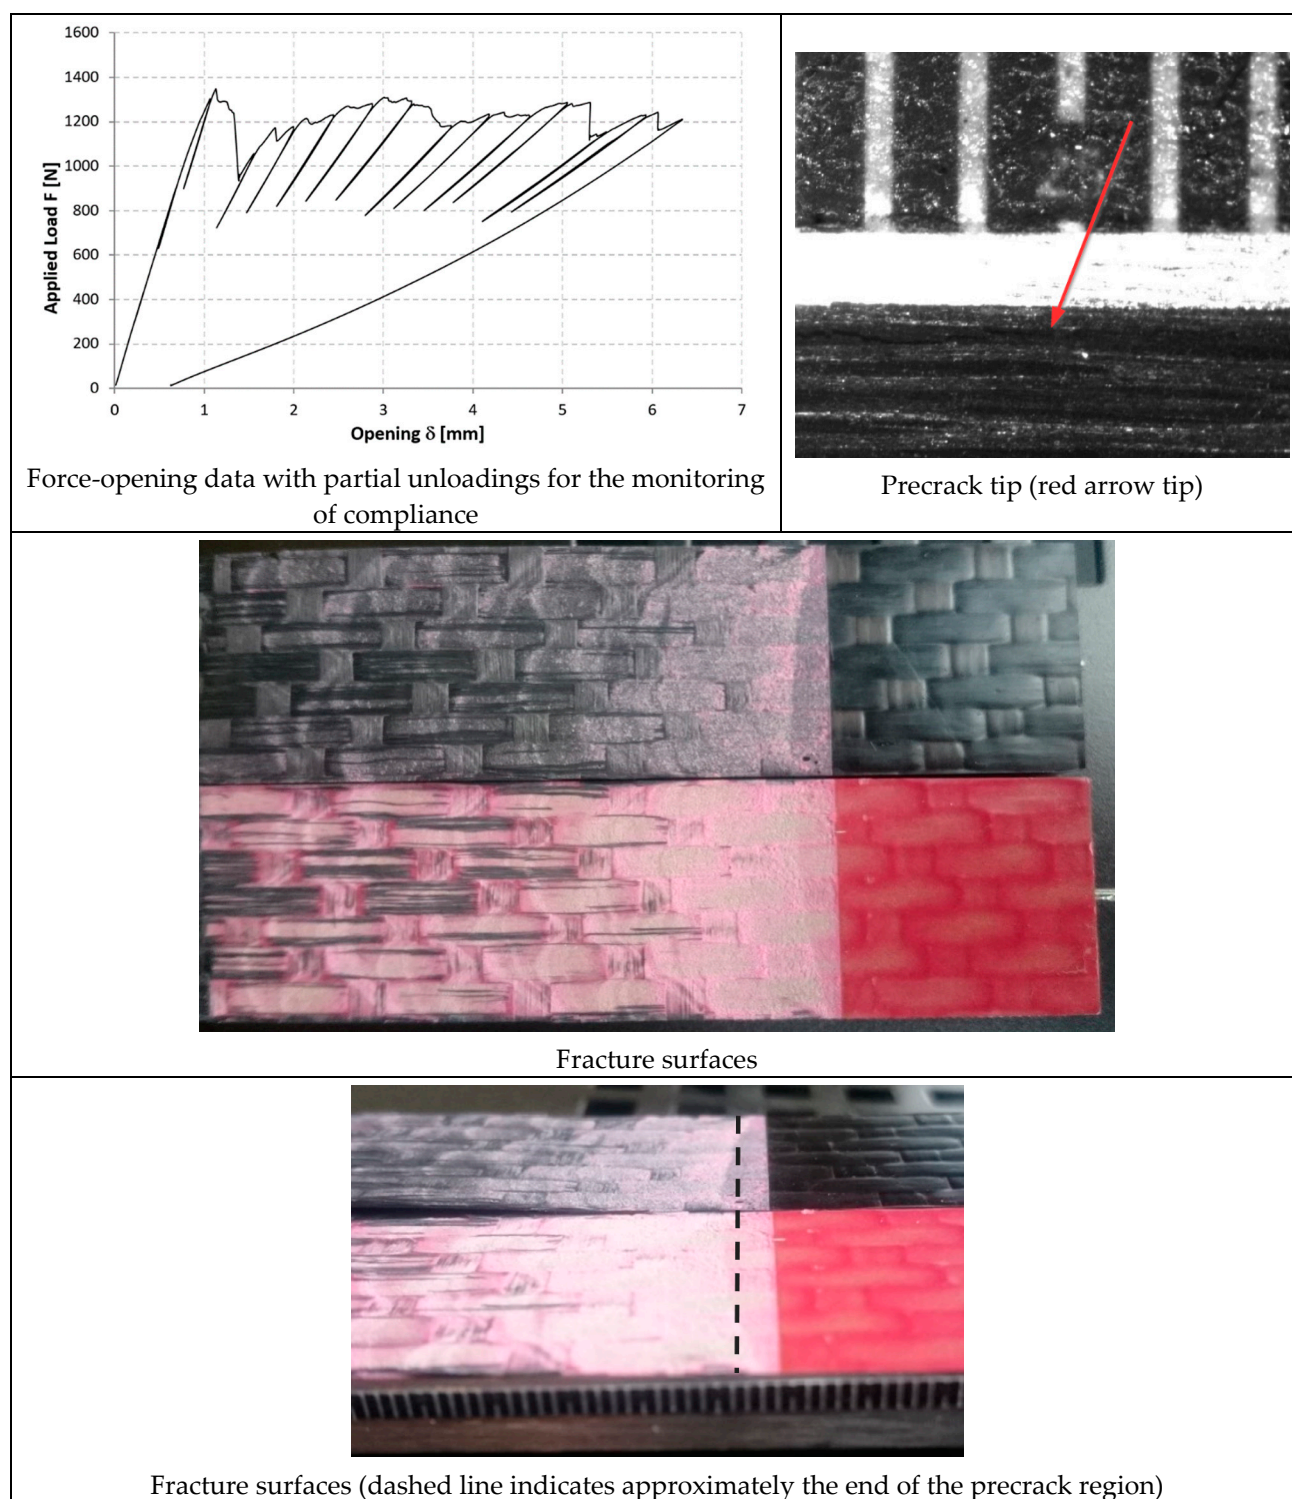 1600
1400
1200
1000
800
600
400
200
0
Applied Load F [N]
0 1 2 3 4 5 6 7
Opening δ [mm]
Force-opening data with partial unloadings for the monitoring
of compliance
Precrack tip (red arrow tip)
Fracture surfaces
Fracture surfaces (dashed line indicates approximately the end of the precrack region)